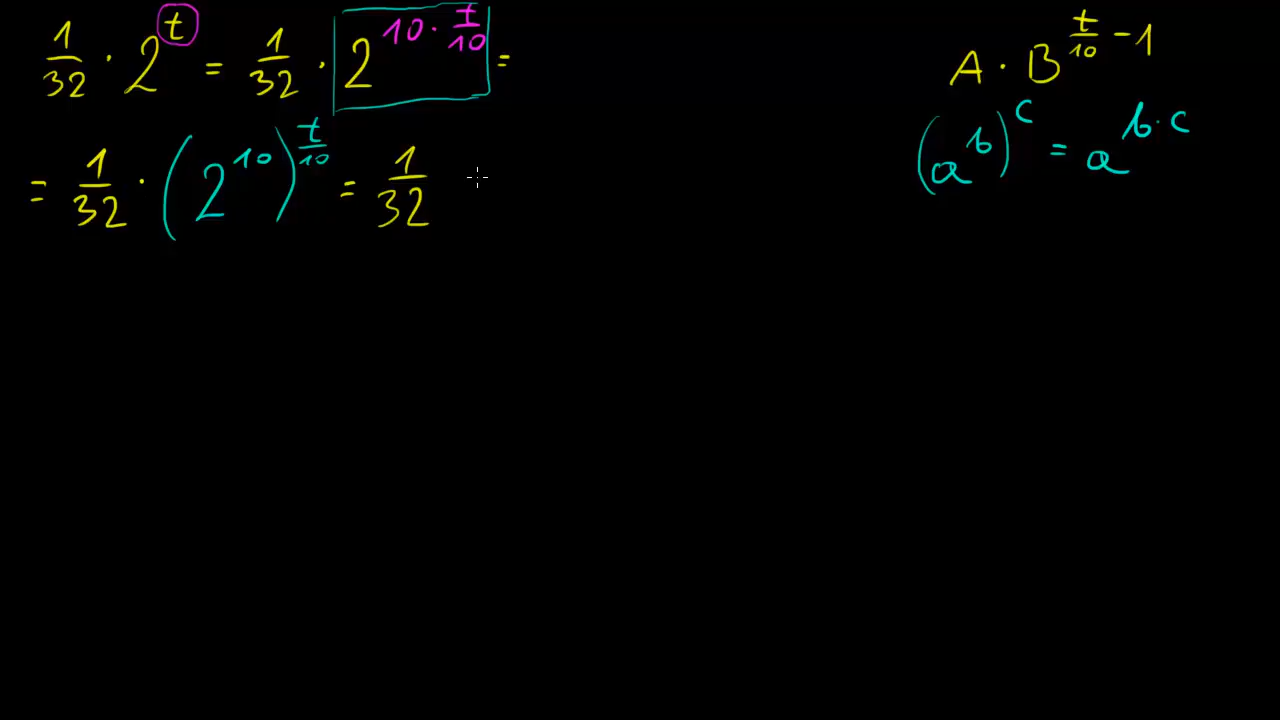 1/32 · 2^t = 1/32 · 2^(10 · t/10) =
= 1/32 · (2^10)^(t/10) = 1/32
A · B^(t/10 - 1)
(a^b)^c = a^(b · c)